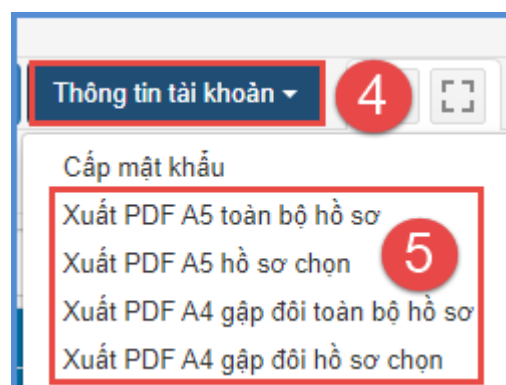 Thông tin tài khoản 4
Cấp mật khẩu
Xuất PDF A5 toàn bộ hồ sơ
Xuất PDF A5 hồ sơ chọn 5
Xuất PDF A4 gập đôi toàn bộ hồ sơ
Xuất PDF A4 gập đôi hồ sơ chọn